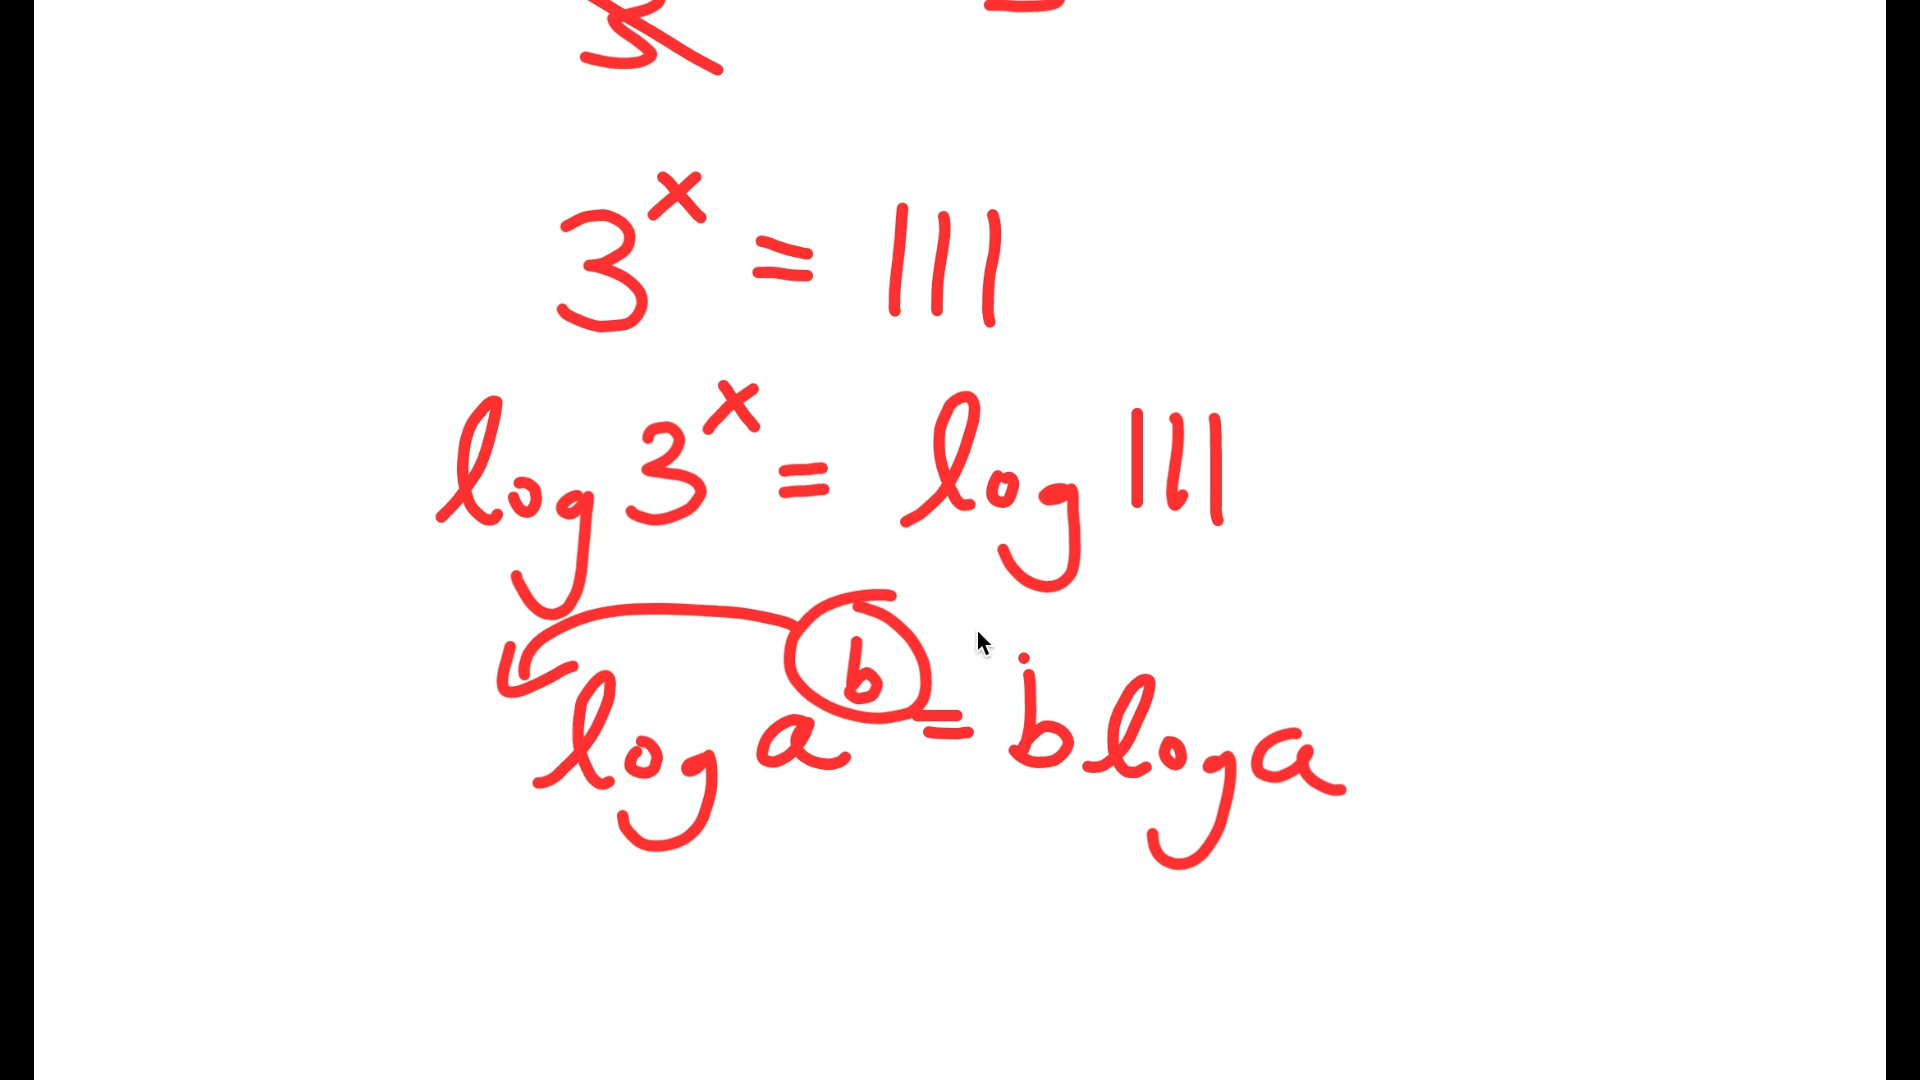 3^x = 111
log 3^x = log 111
log a^b = b log a